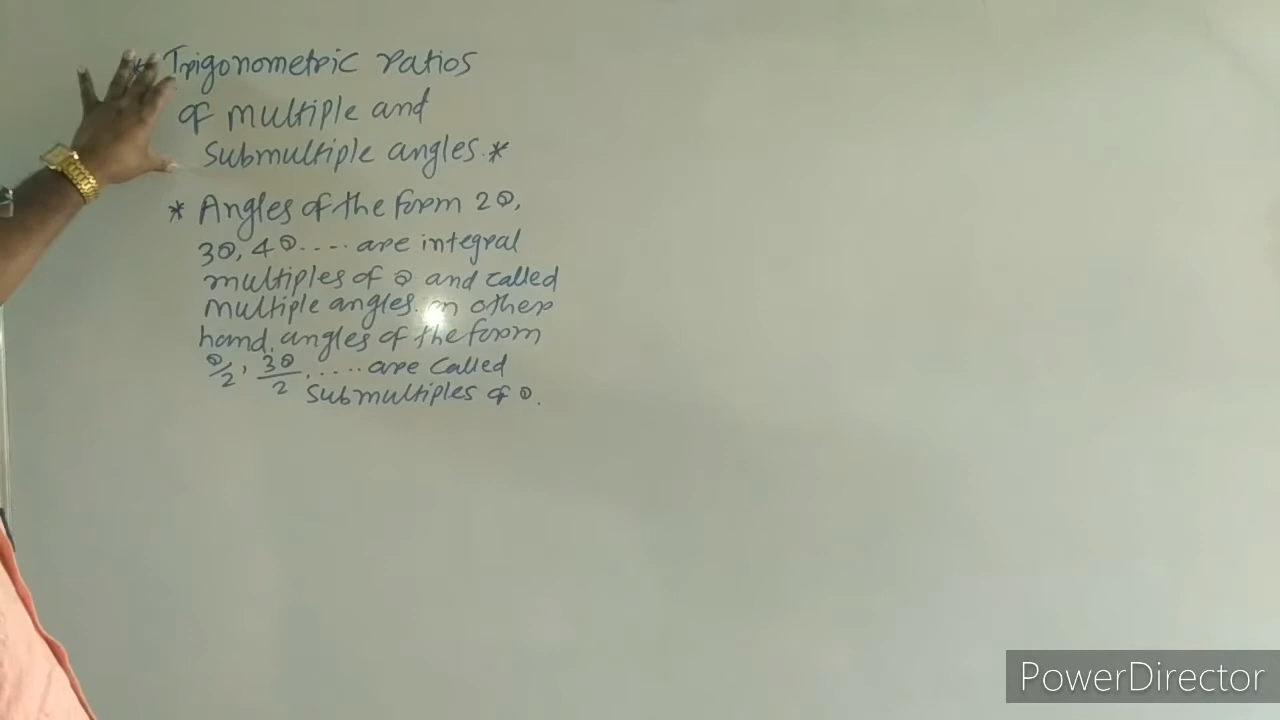 * Trigonometric ratios
of multiple and
Submultiple angles.*
* Angles of the form 2θ,
3θ, 4θ.... are integral
multiples of θ and called
multiple angles. on other
hand, angles of the form
θ/2, 3θ/2, .... are called
Submultiples of θ.
PowerDirector